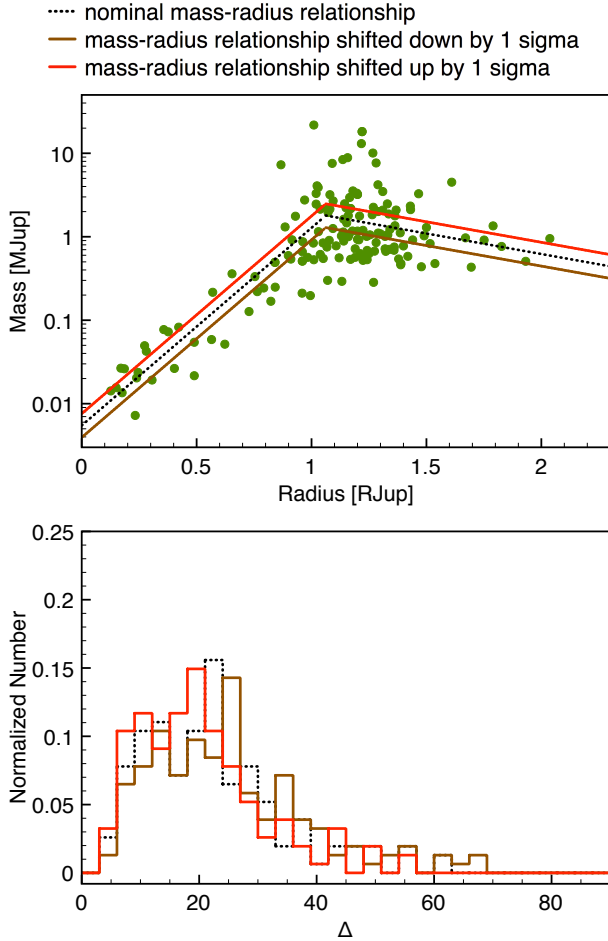 nominal mass-radius relationship
mass-radius relationship shifted down by 1 sigma
mass-radius relationship shifted up by 1 sigma
10
1
0.1
0.01
Mass [MJup]
0 0.5 1 1.5 2
Radius [RJup]
0.25
0.2
0.15
0.1
0.05
0
Normalized Number
0 20 40 60 80
Δ